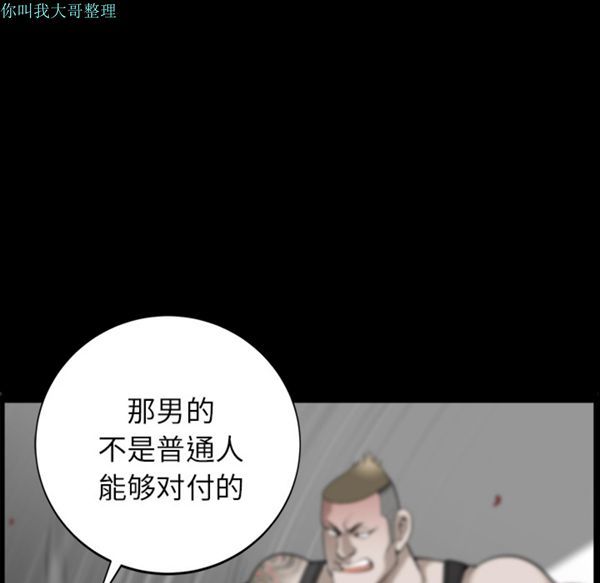 你叫我大哥整理
那男的
不是普通人
能够对付的